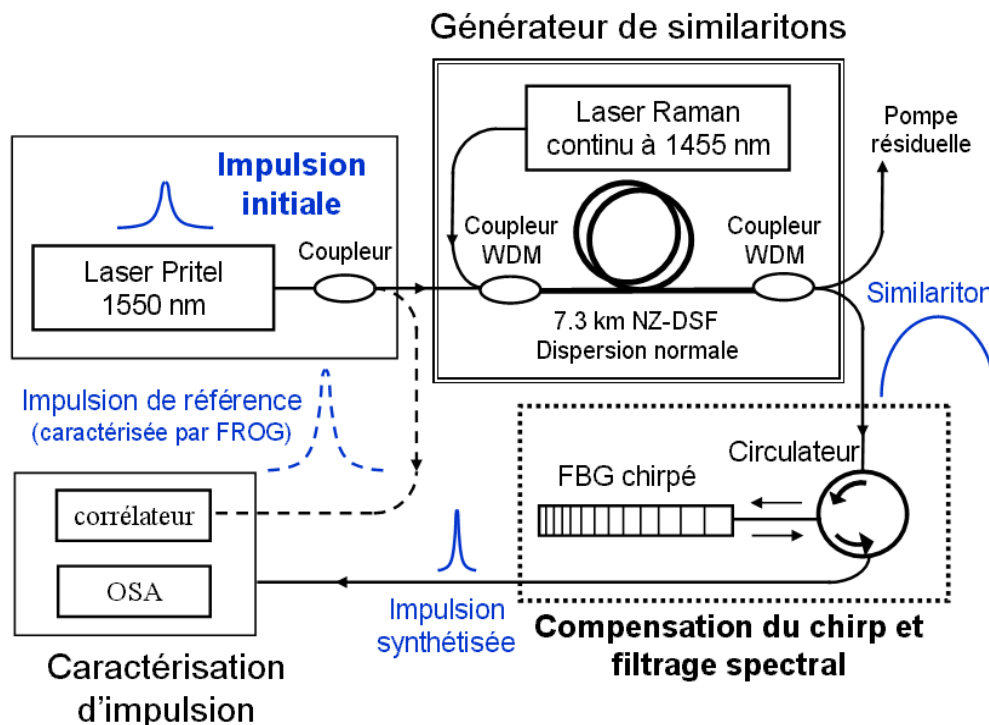 Générateur de similaritons
Laser Raman
continu à 1455 nm
Pompe
résiduelle
Impulsion
initiale
Coupleur
Laser Pritel
1550 nm
Coupleur
WDM
Coupleur
WDM
7.3 km NZ-DSF
Dispersion normale
Similariton
Impulsion de référence
(caractérisée par FROG)
Circulateur
FBG chirpé
corrélateur
OSA
Impulsion
synthétisée
Compensation du chirp et
filtrage spectral
Caractérisation
d'impulsion